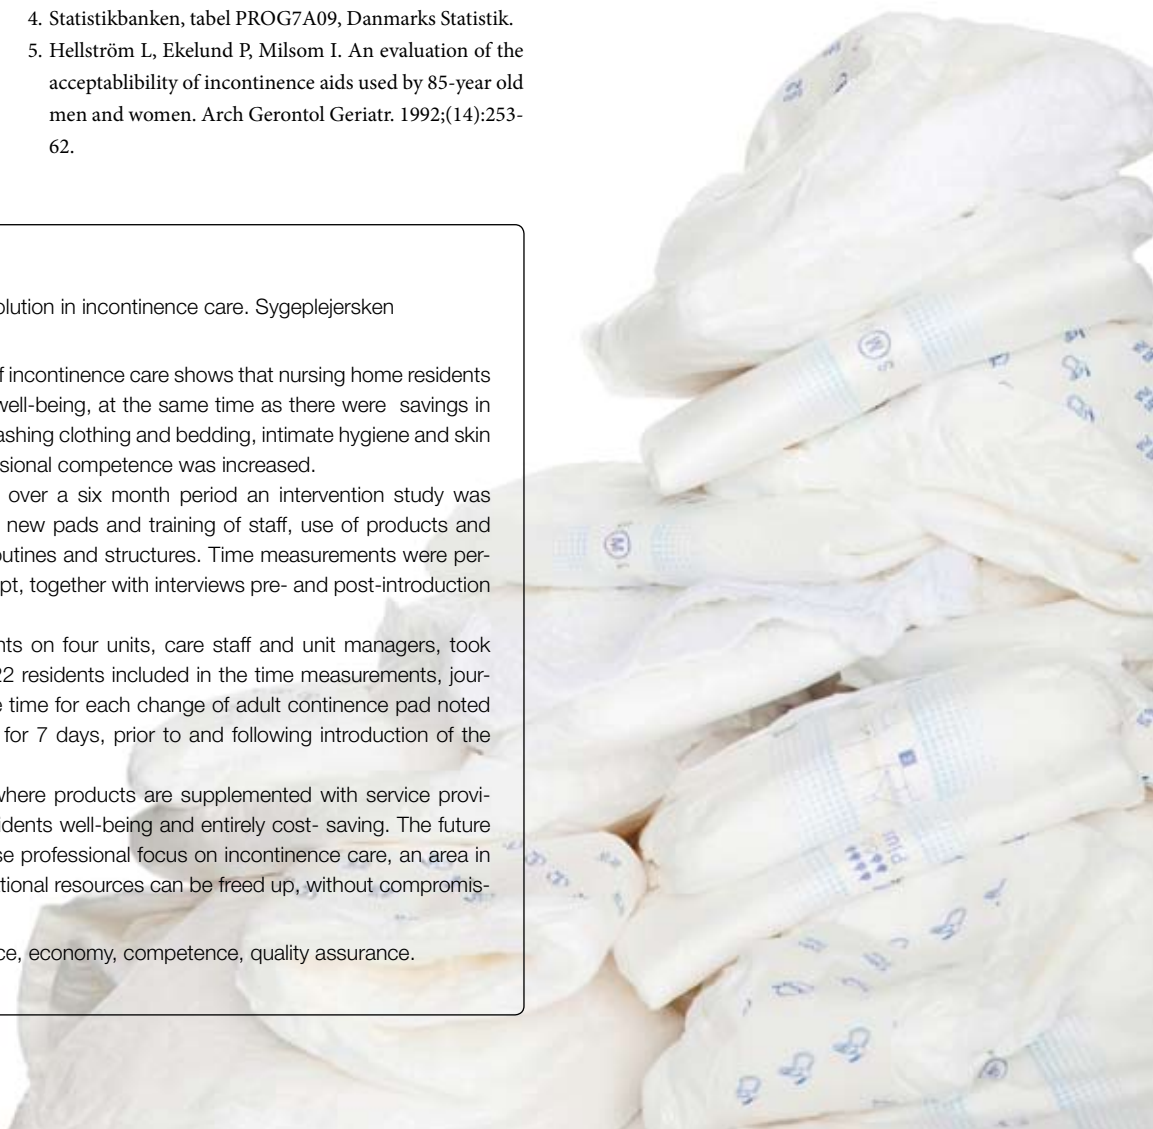 4. Statistikbanken, tabel PROG7A09, Danmarks Statistik.
5. Hellström L, Ekelund P, Milsom I. An evaluation of the
acceptablibility of incontinence aids used by 85-year old
men and women. Arch Gerontol Geriatr. 1992;(14):253-
62.
olution in incontinence care. Sygeplejersken
f incontinence care shows that nursing home residents
well-being, at the same time as there were savings in
ashing clothing and bedding, intimate hygiene and skin
sional competence was increased.
over a six month period an intervention study was
new pads and training of staff, use of products and
outines and structures. Time measurements were per-
pt, together with interviews pre- and post-introduction
nts on four units, care staff and unit managers, took
22 residents included in the time measurements, jour-
e time for each change of adult continence pad noted
for 7 days, prior to and following introduction of the
where products are supplemented with service provi-
idents well-being and entirely cost- saving. The future
se professional focus on incontinence care, an area in
tional resources can be freed up, without compromis-
ce, economy, competence, quality assurance.
M
M
Plus